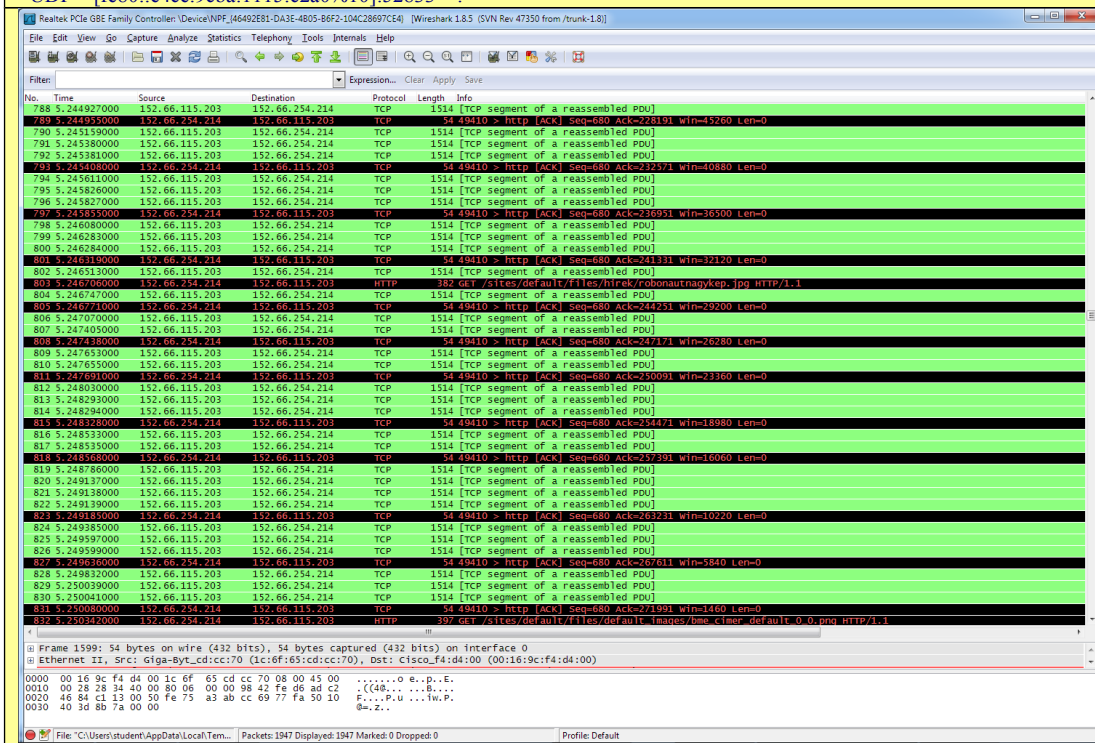 Realtek PCIe GBE Family Controller: \Device\NPF_{46492E81-DA3E-4B05-B6F2-104C28697CE4} [Wireshark 1.8.5 (SVN Rev 47350 from /trunk-1.8)]
File Edit View Go Capture Analyze Statistics Telephony Tools Internals Help
Filter: Expression... Clear Apply Save
No. Time Source Destination Protocol Length Info
788 5.244927000 152.66.115.203 152.66.254.214 TCP 1514 [TCP segment of a reassembled PDU]
789 5.244955000 152.66.254.214 152.66.115.203 TCP 54 49410 > http [ACK] Seq=680 Ack=228191 Win=45260 Len=0
790 5.245159000 152.66.115.203 152.66.254.214 TCP 1514 [TCP segment of a reassembled PDU]
791 5.245380000 152.66.115.203 152.66.254.214 TCP 1514 [TCP segment of a reassembled PDU]
792 5.245381000 152.66.115.203 152.66.254.214 TCP 1514 [TCP segment of a reassembled PDU]
793 5.245408000 152.66.254.214 152.66.115.203 TCP 54 49410 > http [ACK] Seq=680 Ack=232571 Win=40880 Len=0
794 5.245611000 152.66.115.203 152.66.254.214 TCP 1514 [TCP segment of a reassembled PDU]
795 5.245826000 152.66.115.203 152.66.254.214 TCP 1514 [TCP segment of a reassembled PDU]
796 5.245827000 152.66.115.203 152.66.254.214 TCP 1514 [TCP segment of a reassembled PDU]
797 5.245855000 152.66.254.214 152.66.115.203 TCP 54 49410 > http [ACK] Seq=680 Ack=236951 Win=36500 Len=0
798 5.246080000 152.66.115.203 152.66.254.214 TCP 1514 [TCP segment of a reassembled PDU]
799 5.246283000 152.66.115.203 152.66.254.214 TCP 1514 [TCP segment of a reassembled PDU]
800 5.246284000 152.66.115.203 152.66.254.214 TCP 1514 [TCP segment of a reassembled PDU]
801 5.246319000 152.66.254.214 152.66.115.203 TCP 54 49410 > http [ACK] Seq=680 Ack=241331 Win=32120 Len=0
802 5.246513000 152.66.115.203 152.66.254.214 TCP 1514 [TCP segment of a reassembled PDU]
803 5.246706000 152.66.254.214 152.66.115.203 HTTP 382 GET /sites/default/files/hirek/robonautnagykep.jpg HTTP/1.1
804 5.246747000 152.66.115.203 152.66.254.214 TCP 1514 [TCP segment of a reassembled PDU]
805 5.246771000 152.66.254.214 152.66.115.203 TCP 54 49410 > http [ACK] Seq=680 Ack=244251 Win=29200 Len=0
806 5.247070000 152.66.115.203 152.66.254.214 TCP 1514 [TCP segment of a reassembled PDU]
807 5.247405000 152.66.115.203 152.66.254.214 TCP 1514 [TCP segment of a reassembled PDU]
808 5.247438000 152.66.254.214 152.66.115.203 TCP 54 49410 > http [ACK] Seq=680 Ack=247171 Win=26280 Len=0
809 5.247653000 152.66.115.203 152.66.254.214 TCP 1514 [TCP segment of a reassembled PDU]
810 5.247655000 152.66.115.203 152.66.254.214 TCP 1514 [TCP segment of a reassembled PDU]
811 5.247691000 152.66.254.214 152.66.115.203 TCP 54 49410 > http [ACK] Seq=680 Ack=250091 Win=23360 Len=0
812 5.248030000 152.66.115.203 152.66.254.214 TCP 1514 [TCP segment of a reassembled PDU]
813 5.248293000 152.66.115.203 152.66.254.214 TCP 1514 [TCP segment of a reassembled PDU]
814 5.248294000 152.66.115.203 152.66.254.214 TCP 1514 [TCP segment of a reassembled PDU]
815 5.248328000 152.66.254.214 152.66.115.203 TCP 54 49410 > http [ACK] Seq=680 Ack=254471 Win=18980 Len=0
816 5.248533000 152.66.115.203 152.66.254.214 TCP 1514 [TCP segment of a reassembled PDU]
817 5.248535000 152.66.115.203 152.66.254.214 TCP 1514 [TCP segment of a reassembled PDU]
818 5.248568000 152.66.254.214 152.66.115.203 TCP 54 49410 > http [ACK] Seq=680 Ack=257391 Win=16060 Len=0
819 5.248786000 152.66.115.203 152.66.254.214 TCP 1514 [TCP segment of a reassembled PDU]
820 5.249137000 152.66.115.203 152.66.254.214 TCP 1514 [TCP segment of a reassembled PDU]
821 5.249138000 152.66.115.203 152.66.254.214 TCP 1514 [TCP segment of a reassembled PDU]
822 5.249139000 152.66.115.203 152.66.254.214 TCP 1514 [TCP segment of a reassembled PDU]
823 5.249185000 152.66.254.214 152.66.115.203 TCP 54 49410 > http [ACK] Seq=680 Ack=263231 Win=10220 Len=0
824 5.249385000 152.66.115.203 152.66.254.214 TCP 1514 [TCP segment of a reassembled PDU]
825 5.249597000 152.66.115.203 152.66.254.214 TCP 1514 [TCP segment of a reassembled PDU]
826 5.249599000 152.66.115.203 152.66.254.214 TCP 1514 [TCP segment of a reassembled PDU]
827 5.249636000 152.66.254.214 152.66.115.203 TCP 54 49410 > http [ACK] Seq=680 Ack=267611 Win=5840 Len=0
828 5.249832000 152.66.115.203 152.66.254.214 TCP 1514 [TCP segment of a reassembled PDU]
829 5.250039000 152.66.115.203 152.66.254.214 TCP 1514 [TCP segment of a reassembled PDU]
830 5.250041000 152.66.115.203 152.66.254.214 TCP 1514 [TCP segment of a reassembled PDU]
831 5.250080000 152.66.254.214 152.66.115.203 TCP 54 49410 > http [ACK] Seq=680 Ack=271991 Win=1460 Len=0
832 5.250342000 152.66.254.214 152.66.115.203 HTTP 397 GET /sites/default/files/default_images/bme_cimer_default_0_0.png HTTP/1.1
Frame 1599: 54 bytes on wire (432 bits), 54 bytes captured (432 bits) on interface 0
Ethernet II, Src: Giga-Byt_cd:cc:70 (1c:6f:65:cd:cc:70), Dst: Cisco_f4:d4:00 (00:16:9c:f4:d4:00)
0000 00 16 9c f4 d4 00 1c 6f 65 cd cc 70 08 00 45 00 .......o e..p..E.
0010 00 28 28 34 40 00 80 06 00 00 98 42 fe d6 ad c2 .((4@... ...B....
0020 46 84 c1 13 00 50 fe 75 a3 ab cc 69 77 fa 50 10 F....P.u ...iw.P.
0030 40 3d 8b 7a 00 00 @=.z..
File: "C:\Users\student\AppData\Local\Tem... Packets: 1947 Displayed: 1947 Marked: 0 Dropped: 0 Profile: Default